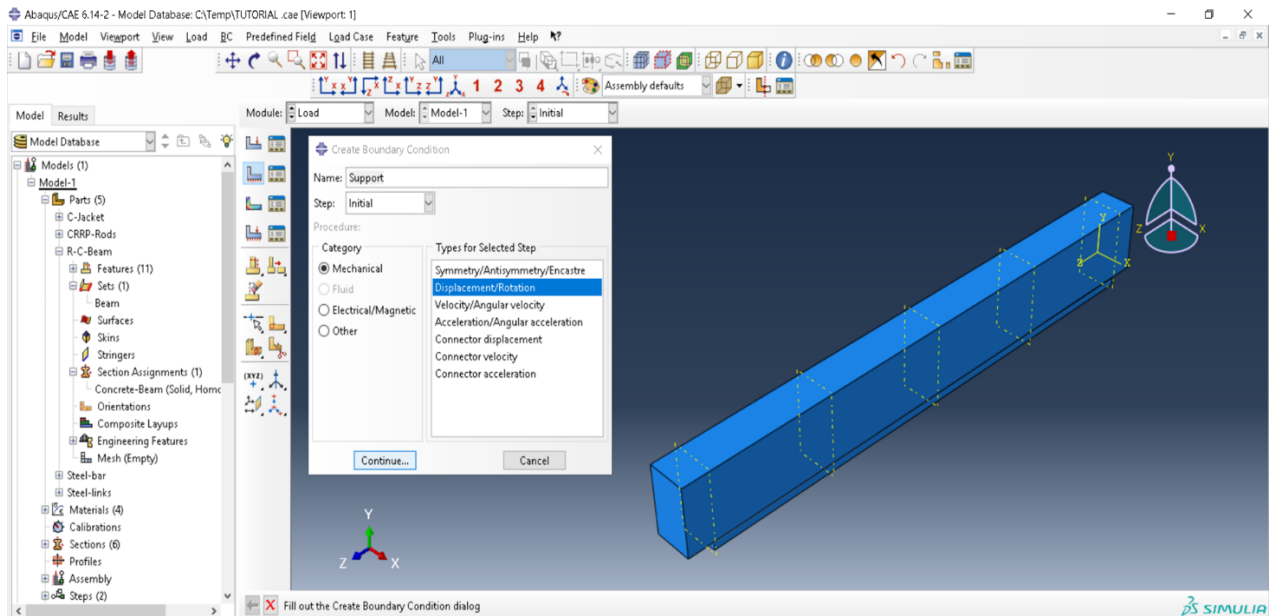 Abaqus/CAE 6.14-2 - Model Database: C:\Temp\TUTORIAL .cae [Viewport: 1]
File Model Viewport View Load BC Predefined Field Load Case Feature Tools Plug-ins Help
All
1 2 3 4 Assembly defaults
Model Results
Module: Load Model: Model-1 Step: Initial
Model Database
Models (1)
Model-1
Parts (5)
C-Jacket
CRRP-Rods
R-C-Beam
Features (11)
Sets (1)
Beam
Surfaces
Skins
Stringers
Section Assignments (1)
Concrete-Beam (Solid, Homo
Orientations
Composite Layups
Engineering Features
Mesh (Empty)
Steel-bar
Steel-links
Materials (4)
Calibrations
Sections (6)
Profiles
Assembly
Steps (2)
(XYZ)
Create Boundary Condition
Name: Support
Step: Initial
Procedure:
Category
Mechanical
Fluid
Electrical/Magnetic
Other
Types for Selected Step
Symmetry/Antisymmetry/Encastre
Displacement/Rotation
Velocity/Angular velocity
Acceleration/Angular acceleration
Connector displacement
Connector velocity
Connector acceleration
Continue... Cancel
Y
Z X
Y
Z X
Y
Z X
Fill out the Create Boundary Condition dialog
SIMULIA